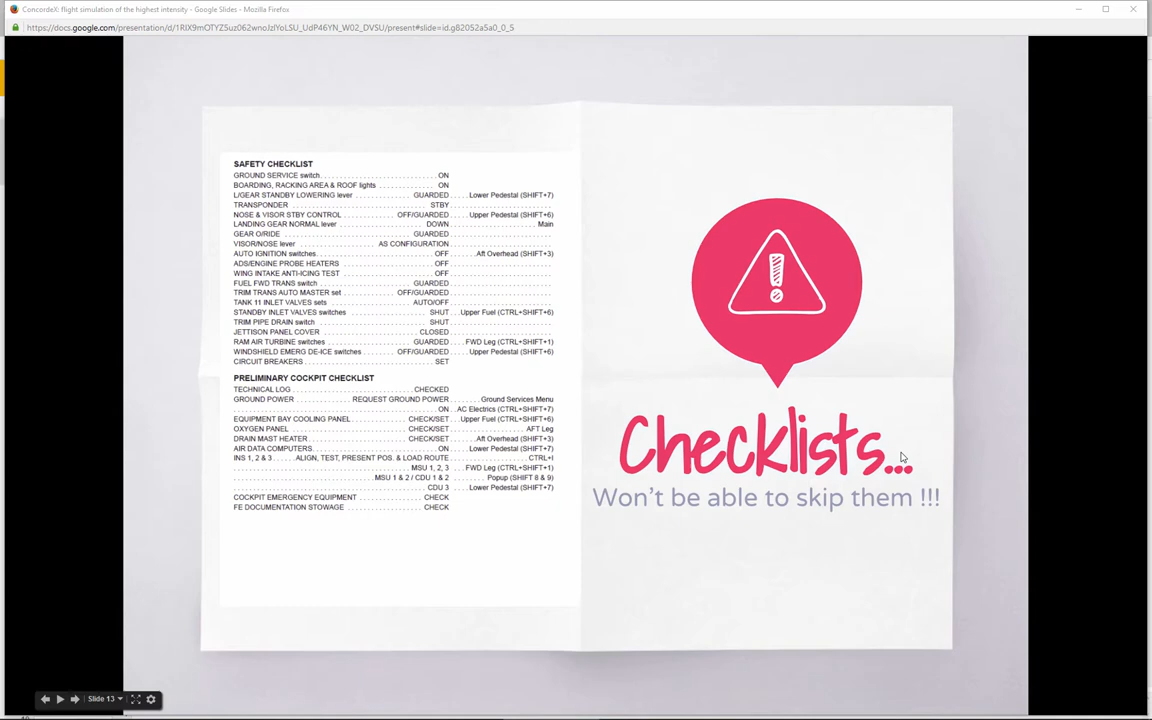 ConcordeX: flight simulation of the highest intensity - Google Slides - Mozilla Firefox
SAFETY CHECKLIST
GROUND SERVICE switch ON
BOARDING, RACKING AREA & ROOF lights ON
L/GEAR STANDBY LOWERING lever GUARDED Lower Pedestal (SHIFT+7)
TRANSPONDER STBY
NOSE & VISOR STBY CONTROL OFF/GUARDED Upper Pedestal (SHIFT+6)
LANDING GEAR NORMAL lever DOWN Main
GEAR O/RIDE GUARDED
VISOR/NOSE lever AS CONFIGURATION
AUTO IGNITION switches OFF Aft Overhead (SHIFT+3)
ADS/ENGINE PROBE HEATERS OFF
WING INTAKE ANTI-ICING TEST OFF
FUEL FWD TRANS switch GUARDED
TRIM TRANS AUTO MASTER set OFF/GUARDED
TANK 11 INLET VALVES sets AUTO/OFF
STANDBY INLET VALVES switches SHUT Upper Fuel (CTRL+SHIFT+6)
TRIM PIPE DRAIN switch SHUT
JETTISON PANEL COVER CLOSED
RAM AIR TURBINE switches GUARDED FWD Leg (CTRL+SHIFT+1)
WINDSHIELD EMERG DE-ICE switches OFF/GUARDED Upper Pedestal (SHIFT+6)
CIRCUIT BREAKERS SET
PRELIMINARY COCKPIT CHECKLIST
TECHNICAL LOG CHECKED
GROUND POWER REQUEST GROUND POWER Ground Services Menu
ON AC Electrics (CTRL+SHIFT+7)
EQUIPMENT BAY COOLING PANEL CHECK/SET Upper Fuel (CTRL+SHIFT+6)
OXYGEN PANEL CHECK/SET AFT Leg
DRAIN MAST HEATER CHECK/SET Aft Overhead (SHIFT+3)
AIR DATA COMPUTERS ON Lower Pedestal (SHIFT+7)
INS 1, 2 & 3 ALIGN, TEST, PRESENT POS. & LOAD ROUTE CTRL+I
MSU 1, 2, 3 FWD Leg (CTRL+SHIFT+1)
MSU 1 & 2 / CDU 1 & 2 Popup (SHIFT 8 & 9)
CDU 3 Lower Pedestal (SHIFT+7)
COCKPIT EMERGENCY EQUIPMENT CHECK
FE DOCUMENTATION STOWAGE CHECK
Checklists...
Won't be able to skip them !!!
Slide 13